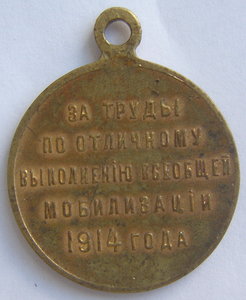 ЗА ТРУДЫ
ПО ОТЛИЧНОМУ
ВЫПОЛНЕНІЮ ВСЕОБЩЕЙ
МОБИЛИЗАЦІИ
1914 ГОДА